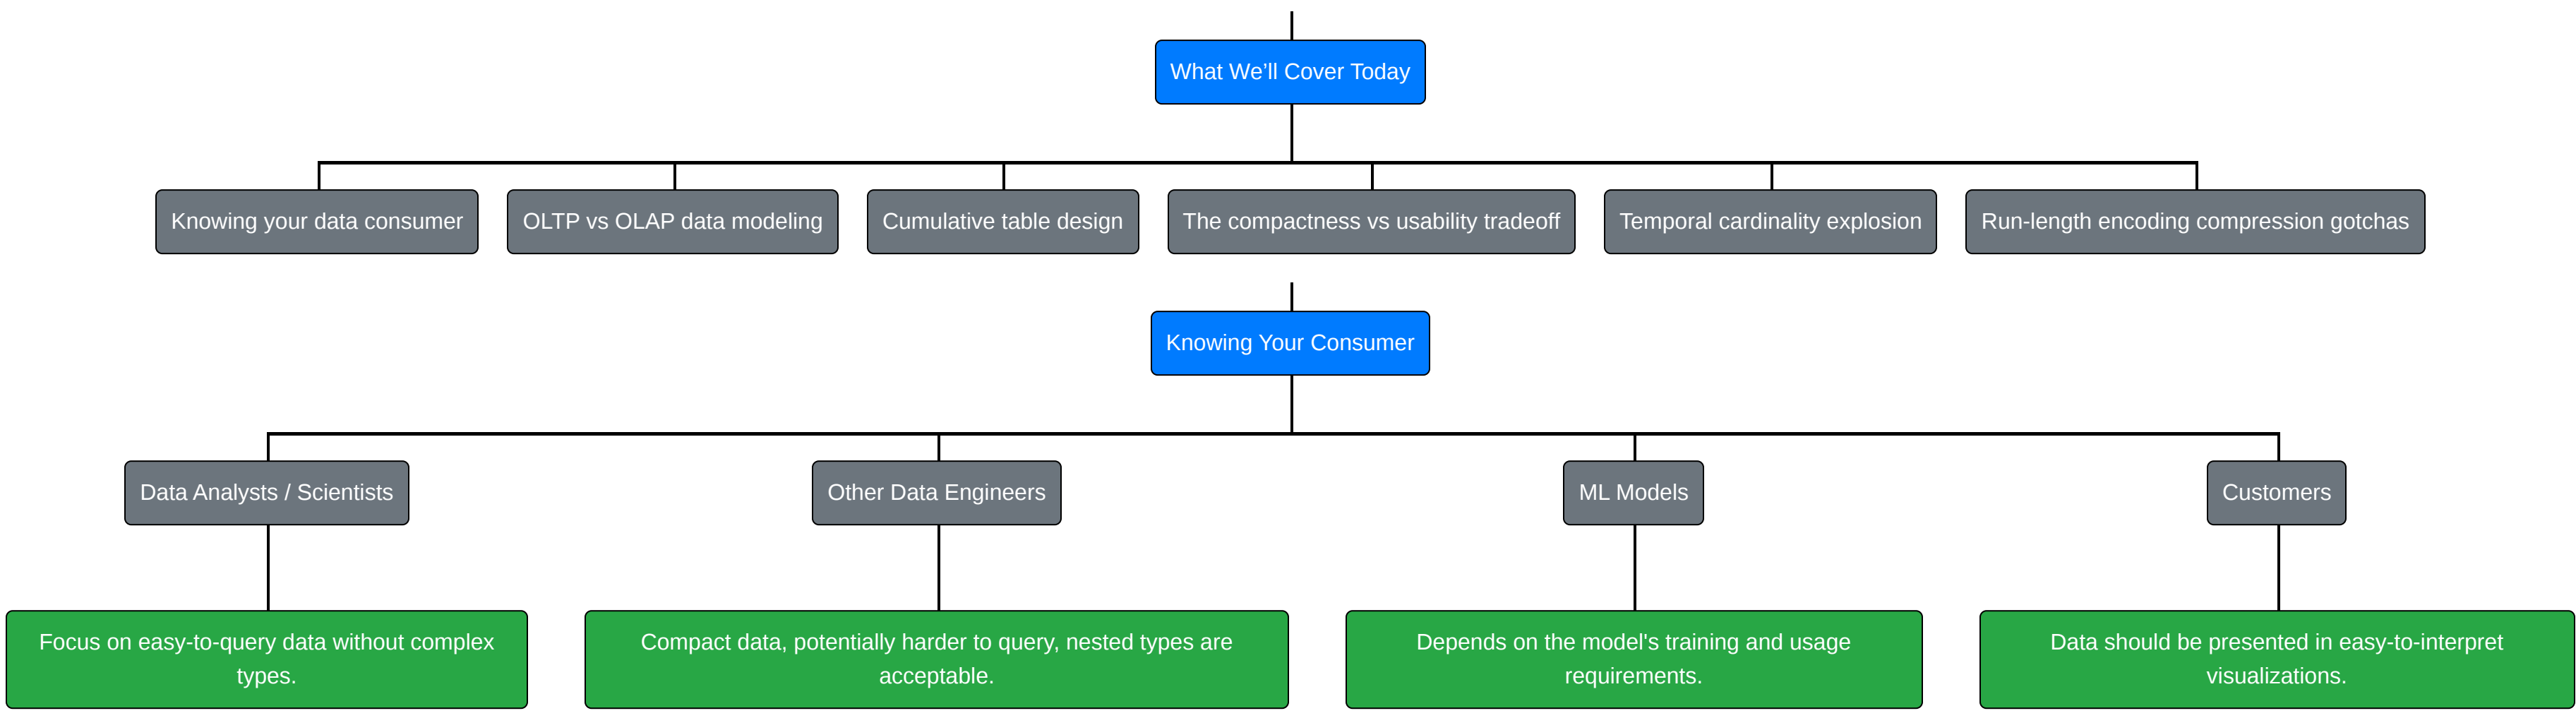 What We’ll Cover Today
Knowing your data consumer
OLTP vs OLAP data modeling
Cumulative table design
The compactness vs usability tradeoff
Temporal cardinality explosion
Run-length encoding compression gotchas
Knowing Your Consumer
Data Analysts / Scientists
Other Data Engineers
ML Models
Customers
Focus on easy-to-query data without complex
types.
Compact data, potentially harder to query, nested types are
acceptable.
Depends on the model's training and usage
requirements.
Data should be presented in easy-to-interpret
visualizations.